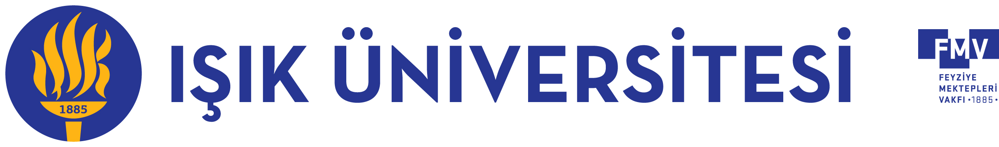 1885
IŞIK ÜNİVERSİTESİ
FMV
FEYZİYE
MEKTEPLERİ
VAKFI •1885•